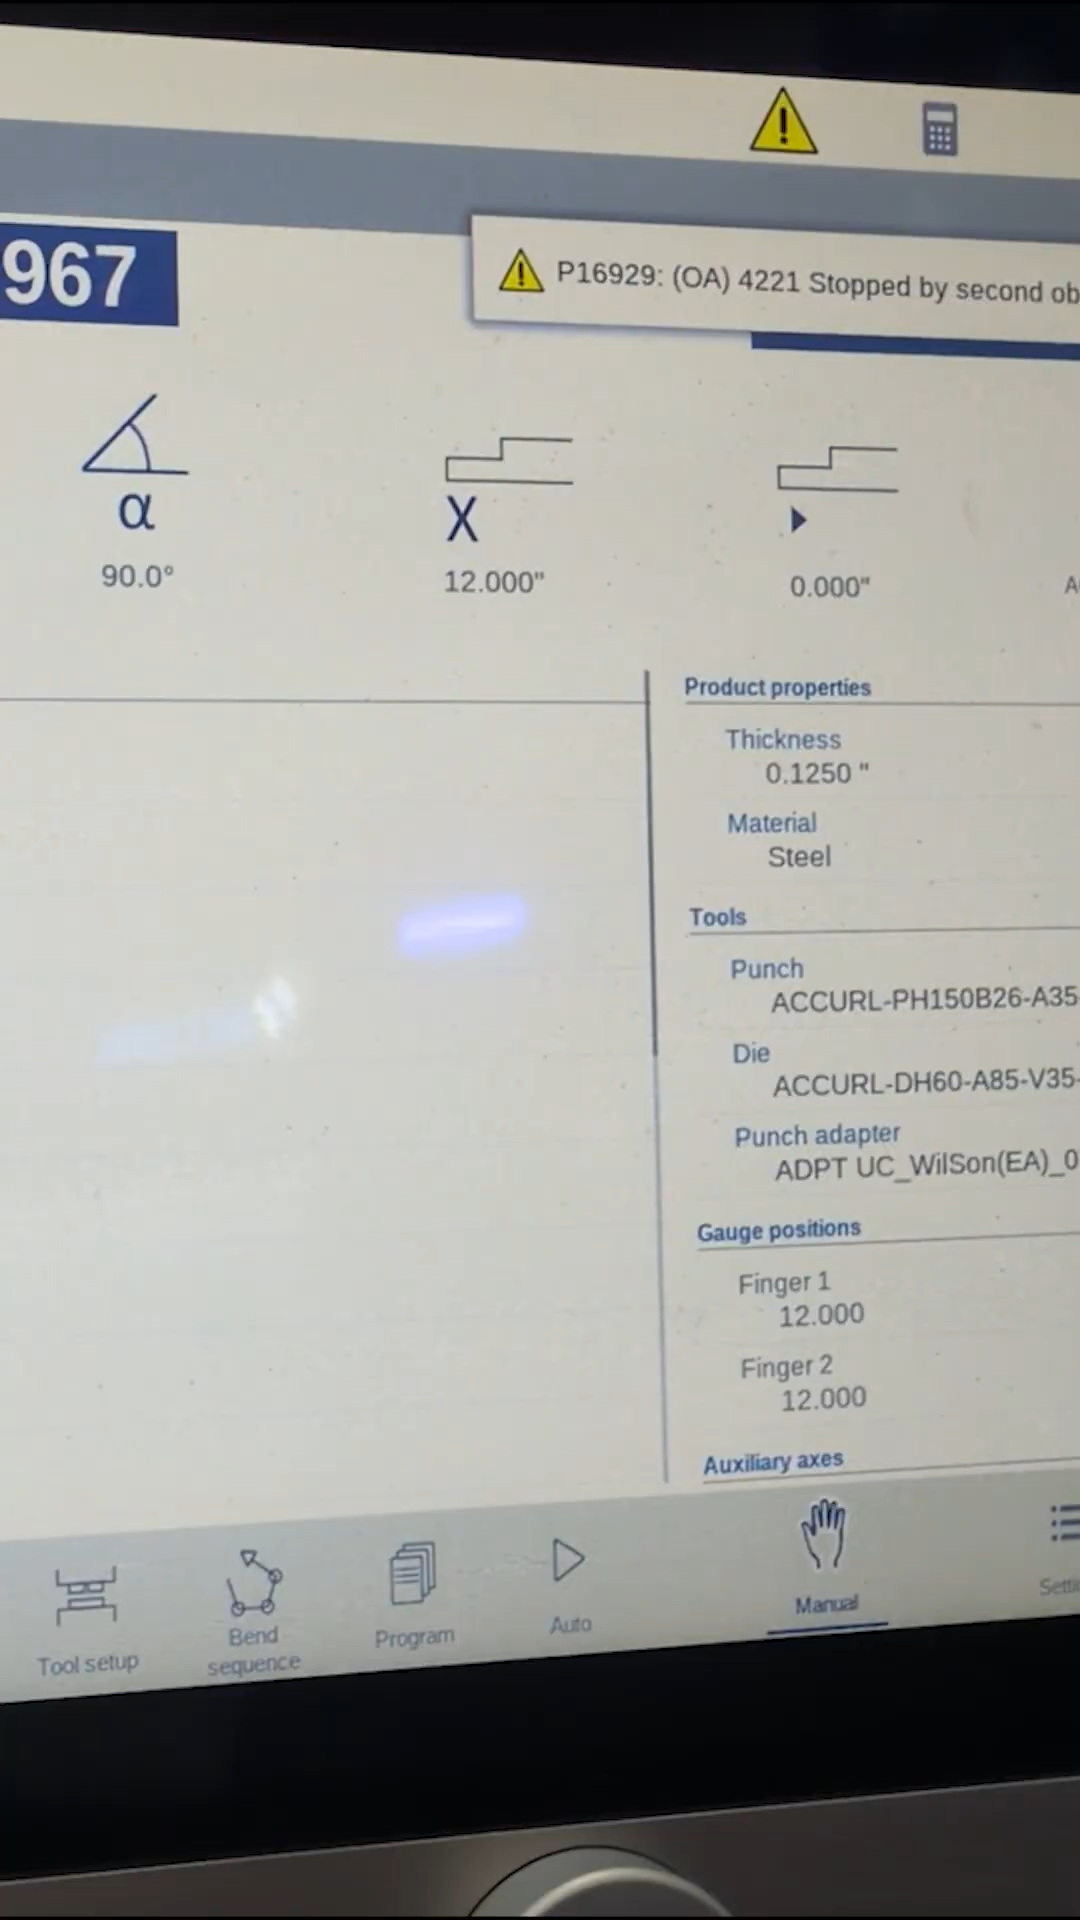 967
P16929: (OA) 4221 Stopped by second ob
α
X
90.0°
12.000"
0.000"
Product properties
Thickness
0.1250 "
Material
Steel
Tools
Punch
ACCURL-PH150B26-A35-
Die
ACCURL-DH60-A85-V35-
Punch adapter
ADPT UC_WilSon(EA)_0
Gauge positions
Finger 1
12.000
Finger 2
12.000
Auxiliary axes
Tool setup
Bend
sequence
Program
Auto
Manual